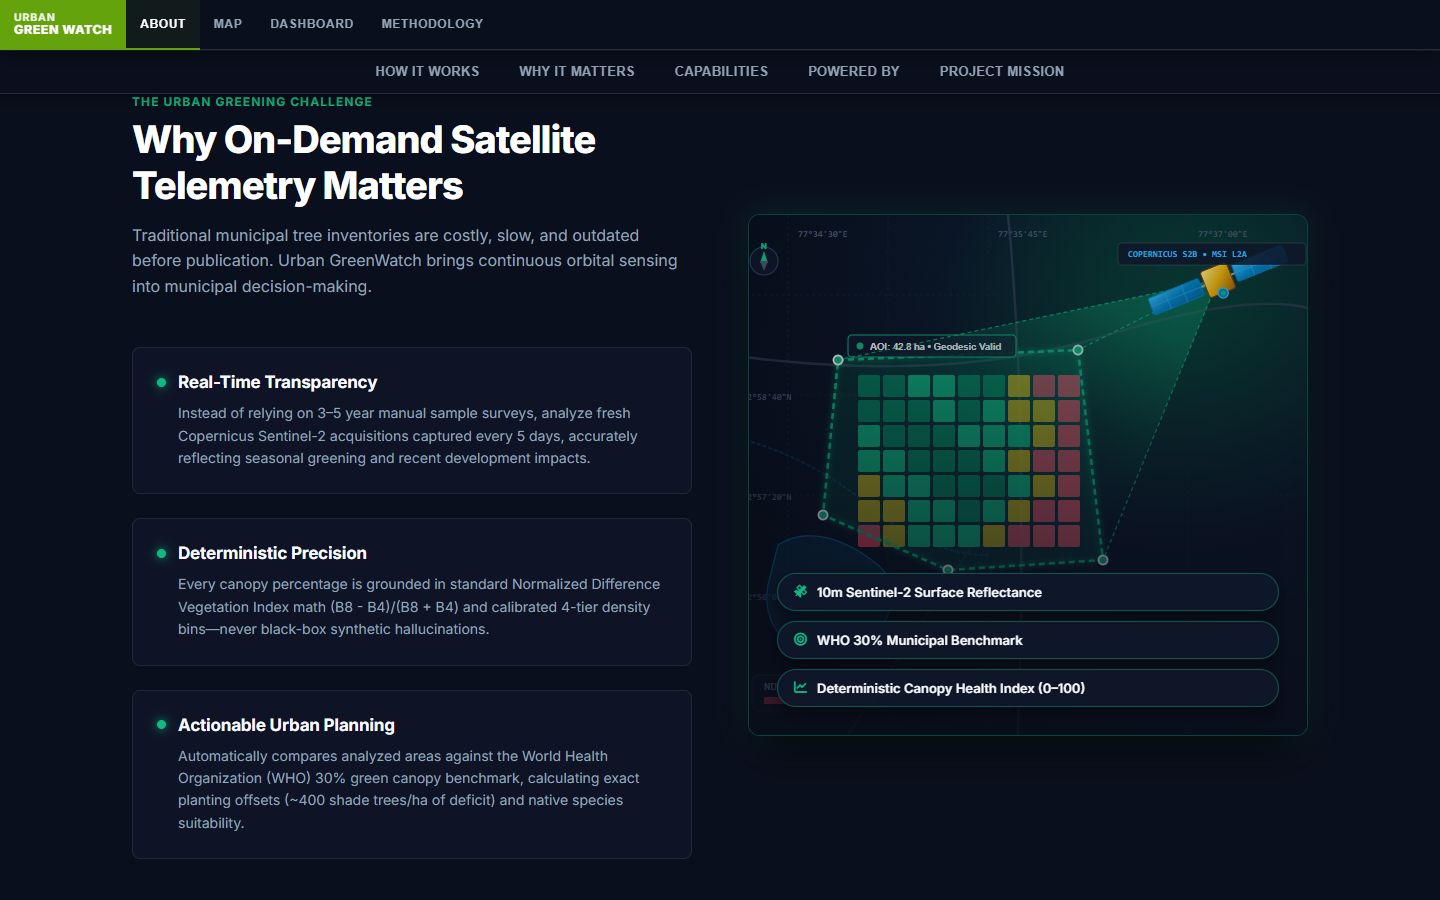 URBAN
GREEN WATCH
ABOUT
MAP
DASHBOARD
METHODOLOGY
HOW IT WORKS
WHY IT MATTERS
CAPABILITIES
POWERED BY
PROJECT MISSION
THE URBAN GREENING CHALLENGE
Why On-Demand Satellite
Telemetry Matters
Traditional municipal tree inventories are costly, slow, and outdated
before publication. Urban GreenWatch brings continuous orbital sensing
into municipal decision-making.
Real-Time Transparency
Instead of relying on 3–5 year manual sample surveys, analyze fresh
Copernicus Sentinel-2 acquisitions captured every 5 days, accurately
reflecting seasonal greening and recent development impacts.
Deterministic Precision
Every canopy percentage is grounded in standard Normalized Difference
Vegetation Index math (B8 - B4)/(B8 + B4) and calibrated 4-tier density
bins—never black-box synthetic hallucinations.
Actionable Urban Planning
Automatically compares analyzed areas against the World Health
Organization (WHO) 30% green canopy benchmark, calculating exact
planting offsets (~400 shade trees/ha of deficit) and native species
suitability.
77°34'30"E
77°35'45"E
77°37'00"E
N
COPERNICUS S2B • MSI L2A
AOI: 42.8 ha • Geodesic Valid
2°58'40"N
2°57'20"N
10m Sentinel-2 Surface Reflectance
WHO 30% Municipal Benchmark
Deterministic Canopy Health Index (0–100)